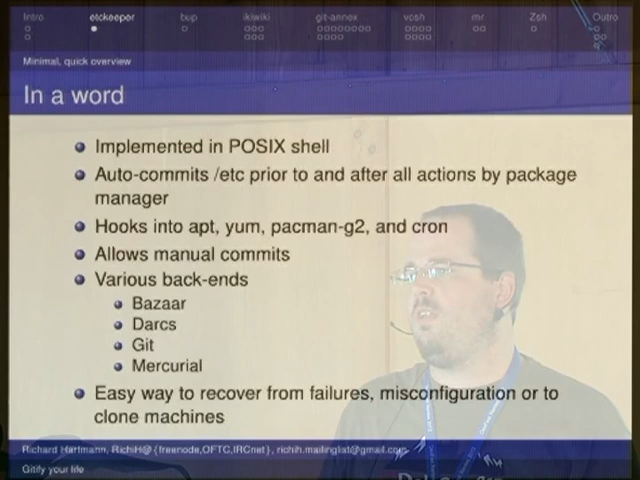 Intro etckeeper bup ikiwiki git-annex vcsh mr Zsh Outro
Minimal, quick overview
In a word
Implemented in POSIX shell
Auto-commits /etc prior to and after all actions by package
manager
Hooks into apt, yum, pacman-g2, and cron
Allows manual commits
Various back-ends
Bazaar
Darcs
Git
Mercurial
Easy way to recover from failures, misconfiguration or to
clone machines
Richard Hartmann, RichiH@{freenode,OFTC,IRCnet}, richih.mailinglist@gmail.com
Gitify your life